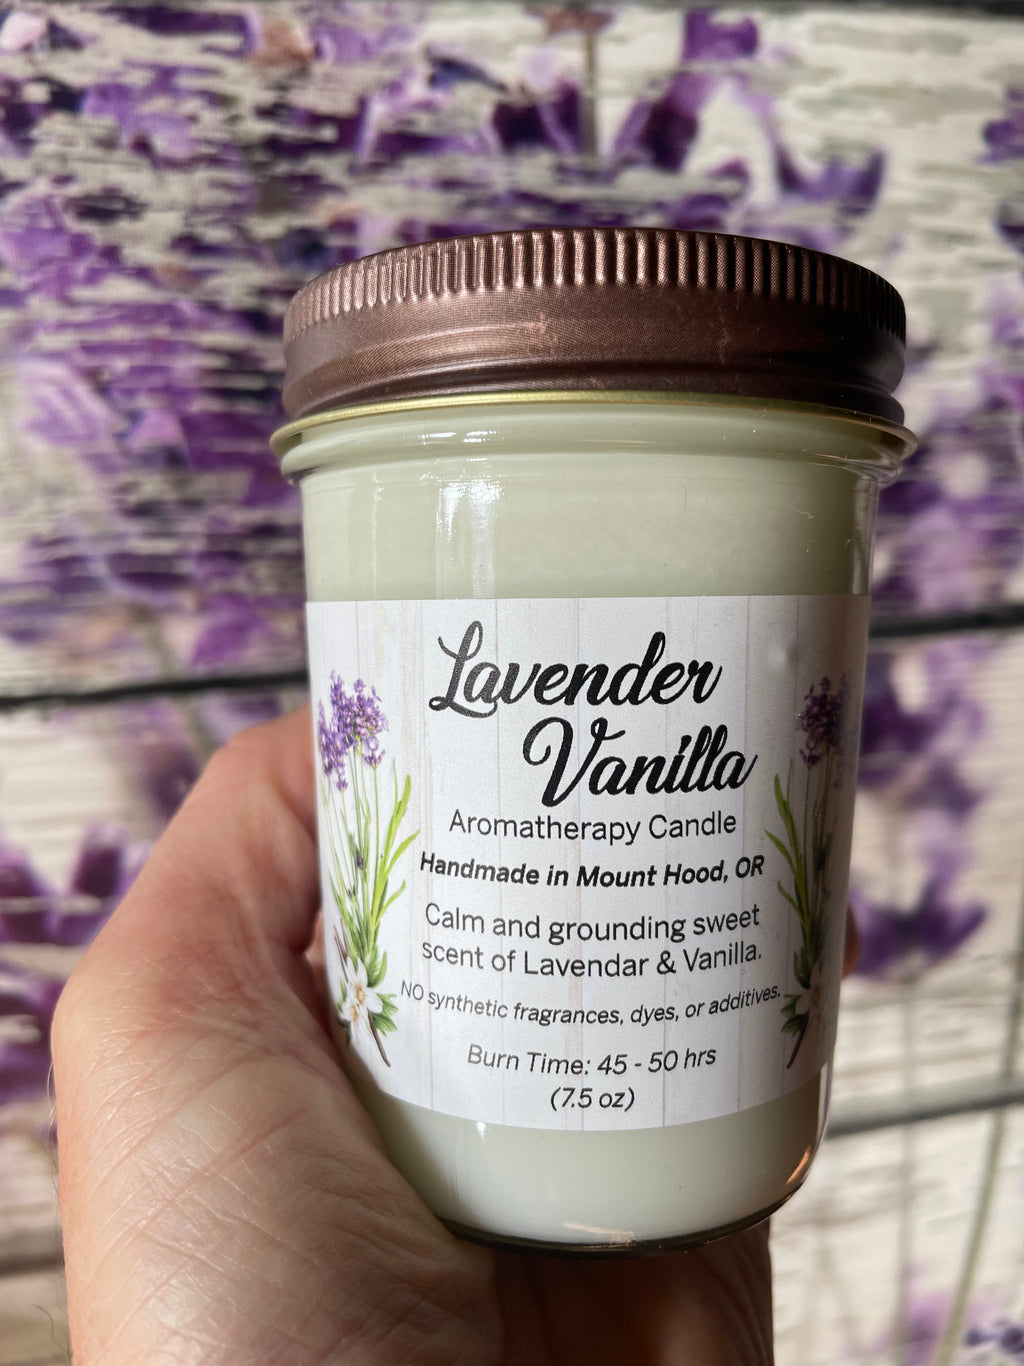 Lavender
Vanilla
Aromatherapy Candle
Handmade in Mount Hood, OR
Calm and grounding sweet
scent of Lavendar & Vanilla.
NO synthetic fragrances, dyes, or additives.
Burn Time: 45 - 50 hrs
(7.5 oz)